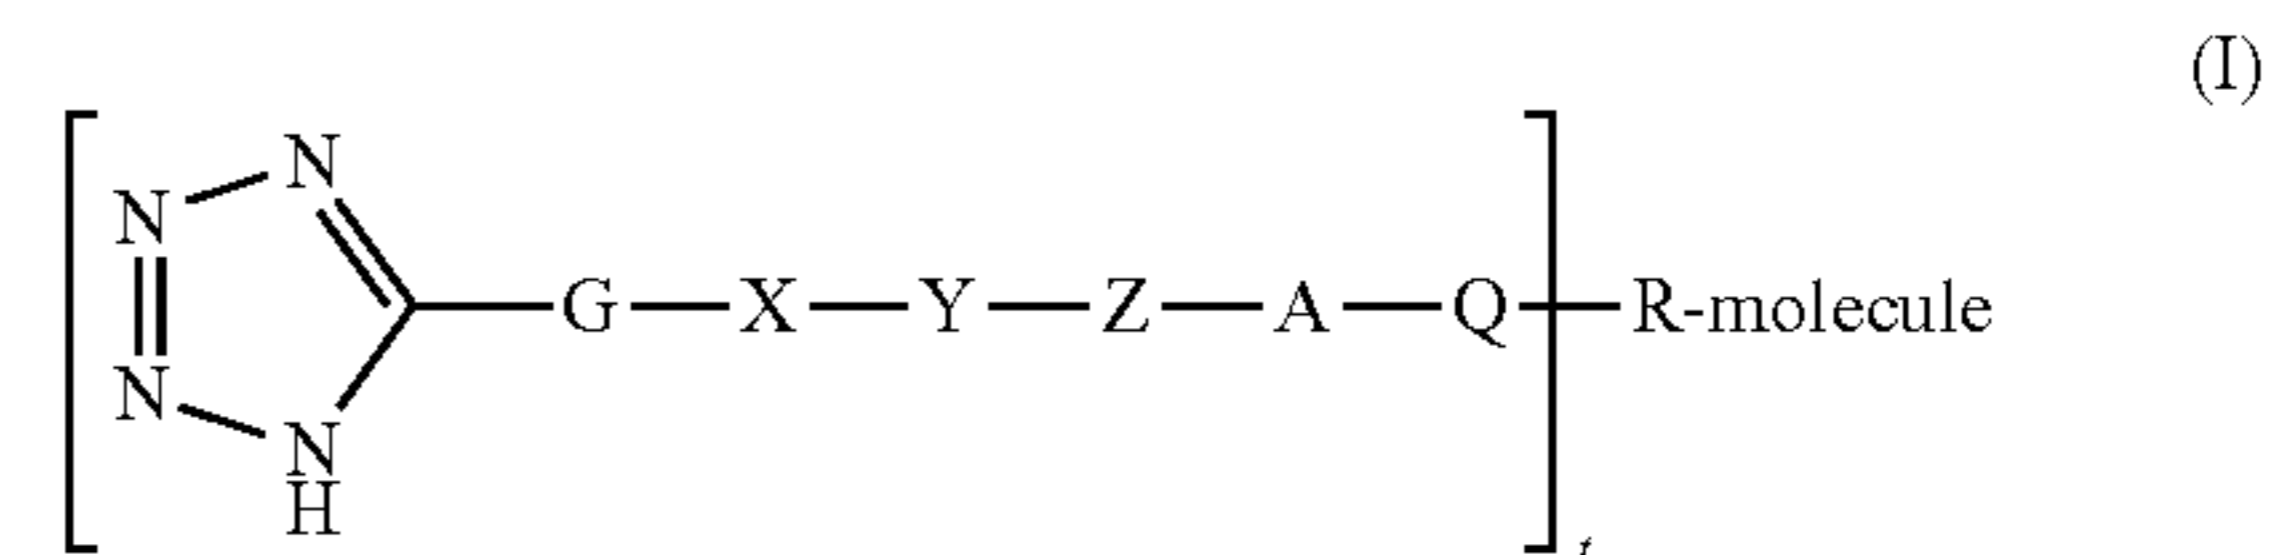 (I)
N
N
G—X—Y—Z—A—Q—R-molecule
N
N
H
t